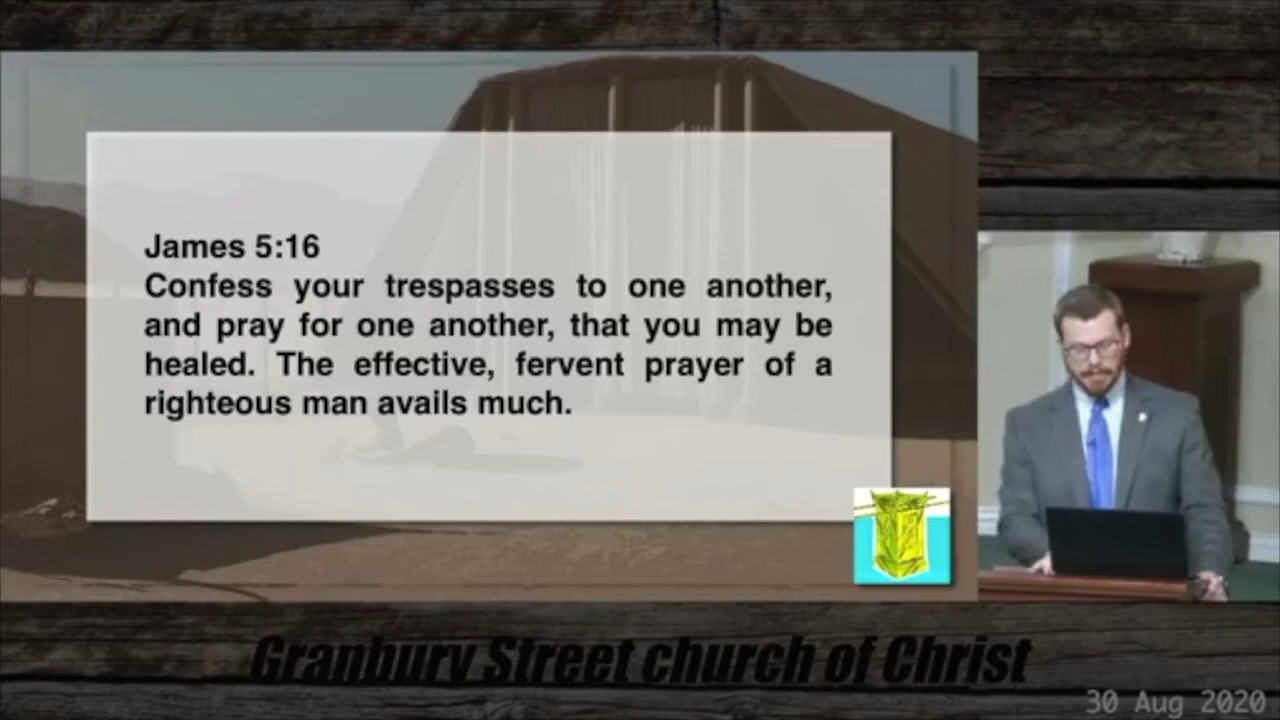 James 5:16
Confess your trespasses to one another,
and pray for one another, that you may be
healed. The effective, fervent prayer of a
righteous man avails much.
Granbury Street church of Christ
30 Aug 2020